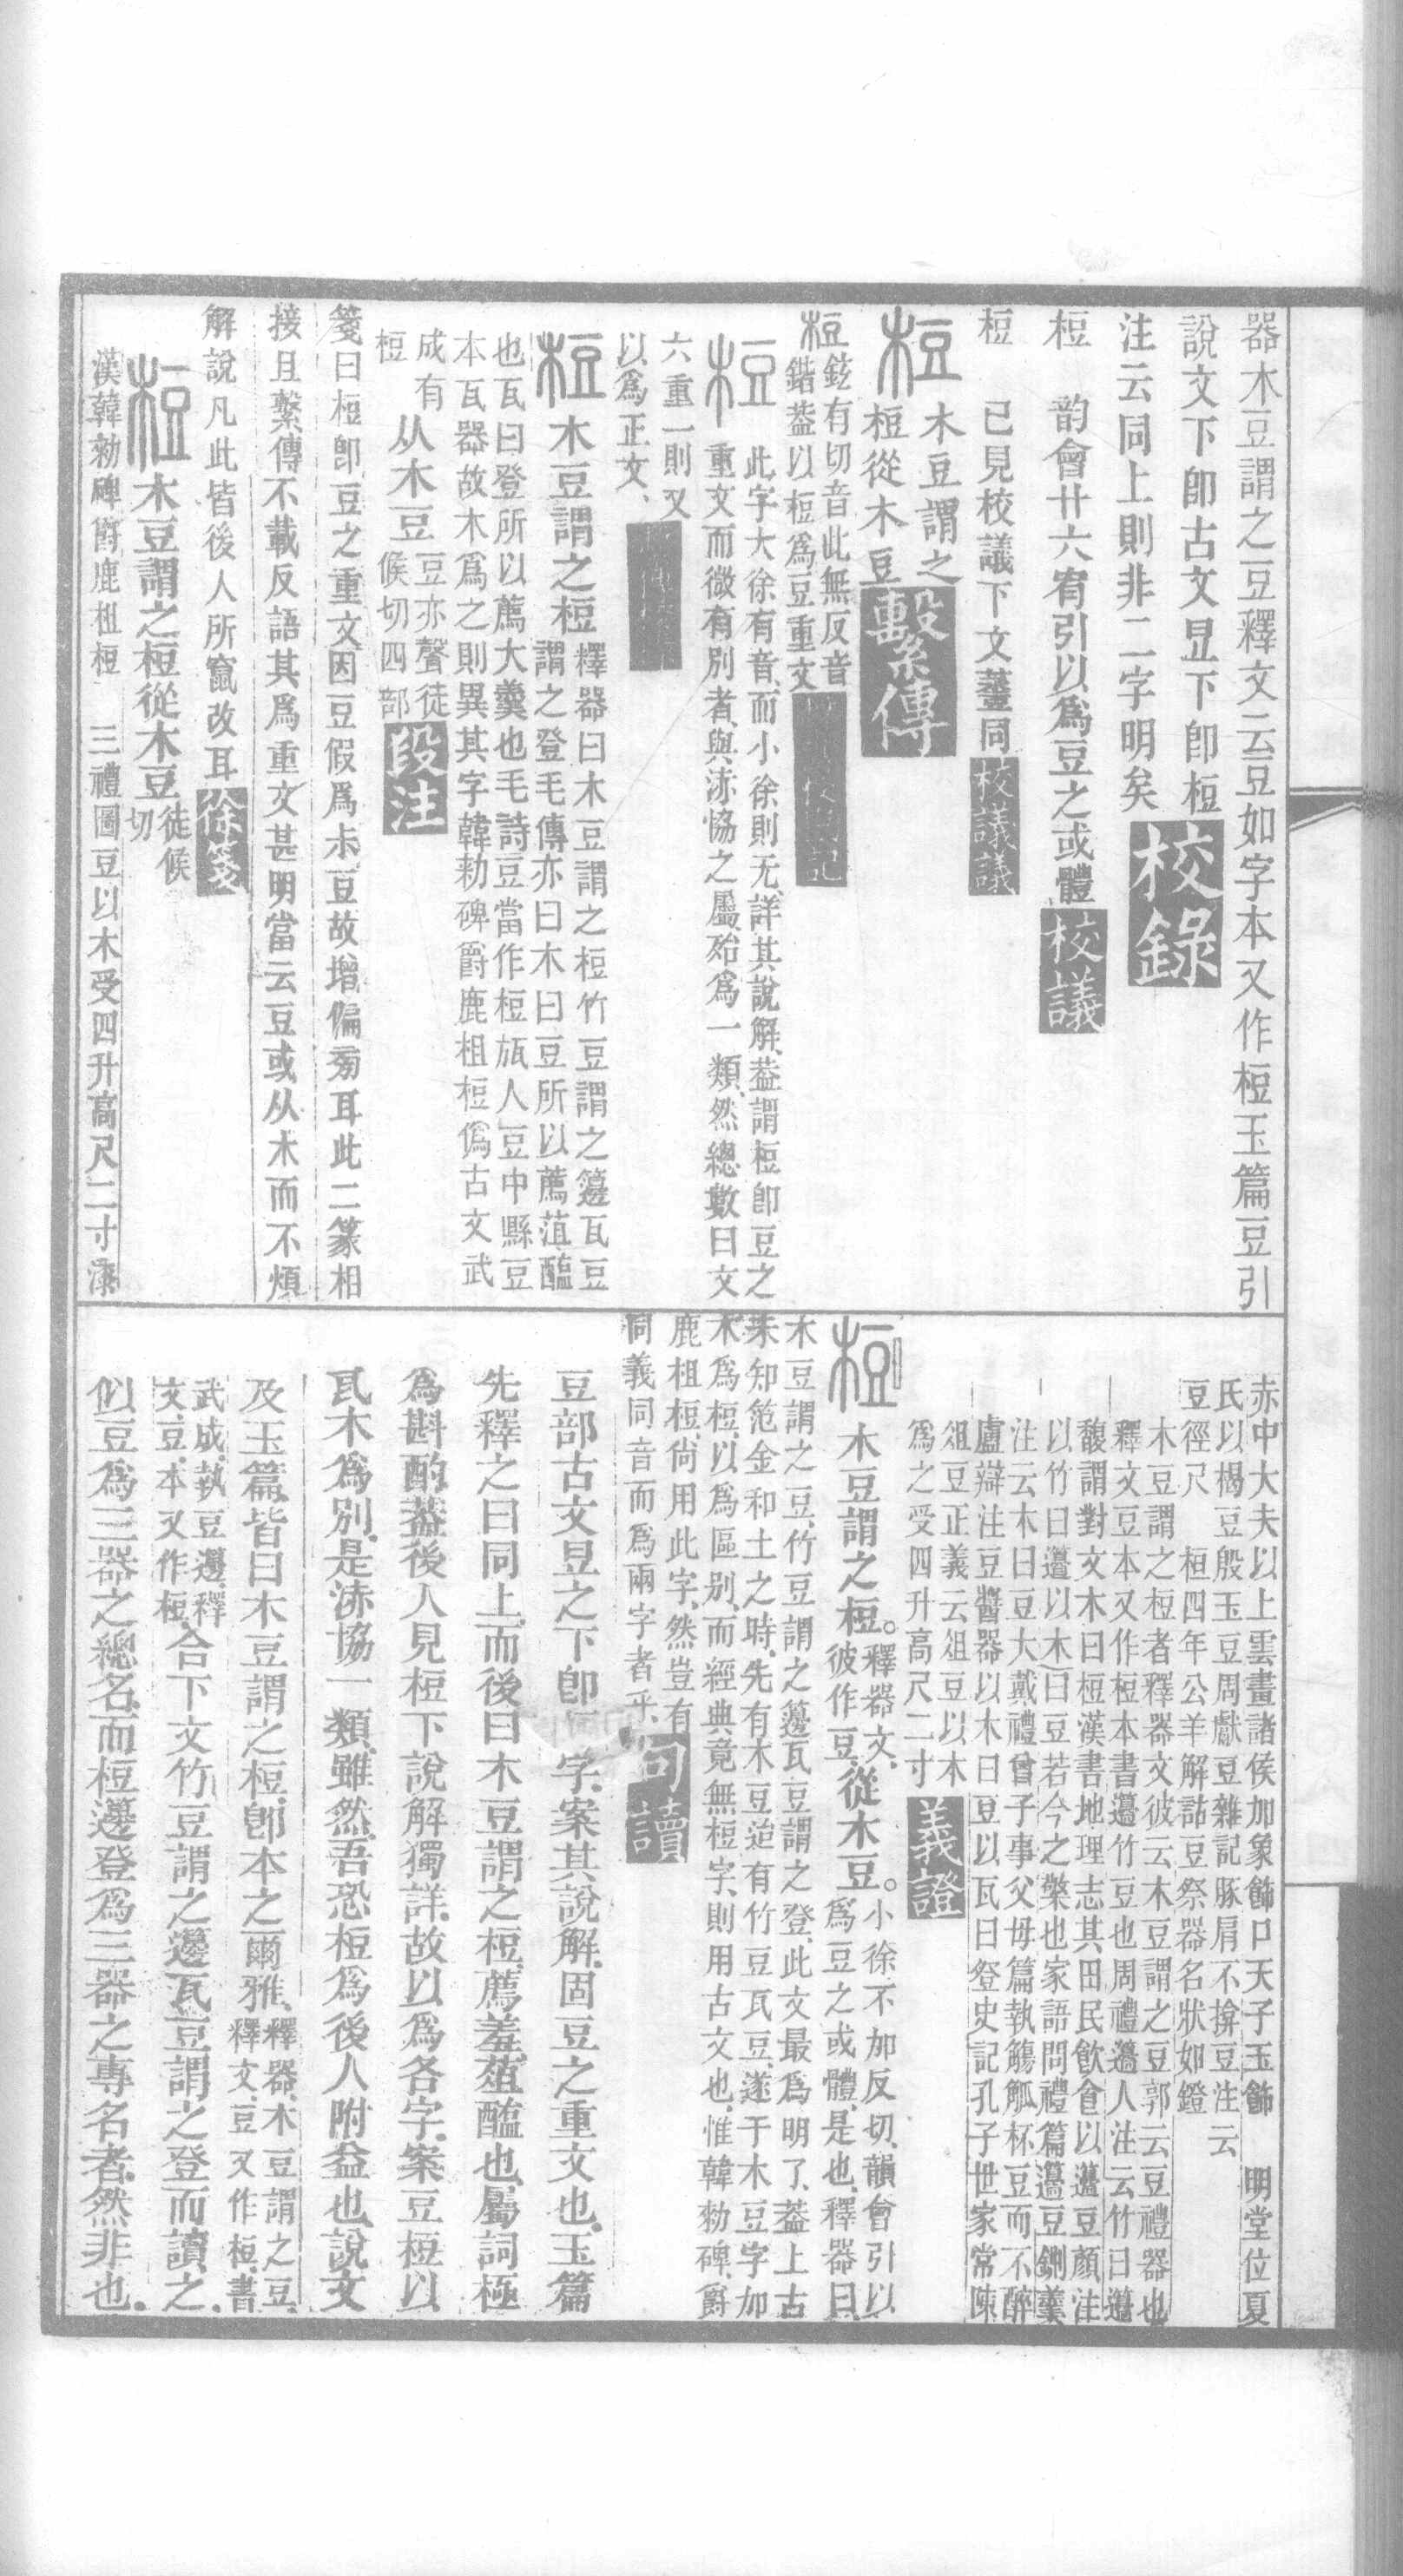 器木豆謂之豆釋文云豆如字本又作梪玉篇豆引
說文下卽古文𣅋下卽梪
注云同上則非二字明矣 校錄
梪 韵會廿六宥引以爲豆之或體 校議
梪 已見校議下文䇺同 校議議
梪 木豆謂之
梪從木豆 繫傳
梪 鉉有切音此無反音
鍇葢以梪爲豆重文
梪 此字大徐有音、而小徐則无、詳其說解、葢謂梪卽豆之
重文而微有別者、與沶協之屬、殆爲一類、然總數曰文
六重一則又
以爲正文、
梪 木豆謂之梪
釋器曰木豆謂之梪竹豆謂之籩瓦豆
謂之登毛傳亦曰木曰豆所以薦菹醢
也瓦曰登所以薦大羹也毛詩豆當作梪瓬人豆中縣豆
本瓦器故木爲之則異其字韓勑碑爵鹿柤梪僞古文武
成有
梪
从木豆
豆亦聲徒
候切四部 段注
箋曰梪卽豆之重文因豆假爲尗豆故增偏旁耳此二篆相
接且繫傳不載反語其爲重文甚明當云豆或从木而不煩
解說凡此皆後人所竄改耳 徐箋
梪 木豆謂之梪從木豆
徒候
切
漢韓勑碑爵鹿柤梪 三禮圖豆以木受四升高尺二寸漆
赤中大夫以上雲畫諸侯加象飾口天子玉飾 明堂位夏
氏以楬豆殷玉豆周獻豆雜記豚肩不揜豆注云
豆徑尺 桓四年公羊解詁豆祭器名狀如鐙
木豆謂之梪者釋器文彼云木豆謂之豆郭云豆禮器也
釋文豆本又作梪本書籩竹豆也周禮籩人注云竹曰籩
馥謂對文木曰梪漢書地理志其田民飮食以籩豆顏注
以竹曰籩以木曰豆若今之檠也家語問禮篇籩豆鉶羹
注云木曰豆大戴禮曾子事父母篇執觴觚杯豆而不醉
盧辯注豆醬器以木曰豆以瓦曰登史記孔子世家常陳
俎豆正義云俎豆以木
爲之受四升高尺二寸 義證
梪 木豆謂之梪。
釋器文、
彼作豆、
從木豆。
小徐不加反切、韻會引以
爲豆之或體、是也、釋器曰、
木豆謂之豆、竹豆謂之籩、瓦豆謂之登、此文最爲明了、葢上古
未知笵金和土之時、先有木豆、迨有竹豆瓦豆、遂于木豆字加
木爲梪、以爲區別、而經典竟無梪字、則用古文也、惟韓勑碑、爵
鹿柤梪、尙用此字、然豈有
同義同音而爲兩字者乎、 句讀
豆部古文𣅋之下卽 字、案其說解、固豆之重文也、玉篇
先釋之曰同上、而後曰木豆謂之梪、薦羞菹醢也、屬詞極
爲斟酌、葢後人見梪下說解獨詳、故以爲各字、案豆梪以
瓦木爲別、是沶協一類、雖然、吾恐梪爲後人附益也、說文
及玉篇、皆曰木豆謂之梪、卽本之爾雅、
釋器、木豆謂之豆、
釋文、豆又作梪、書
武成、執豆籩、釋
文、豆、本又作梪、
合下文竹豆謂之籩、瓦豆謂之登而讀之、
似豆爲三器之總名、而梪籩登爲三器之專名者、然非也、